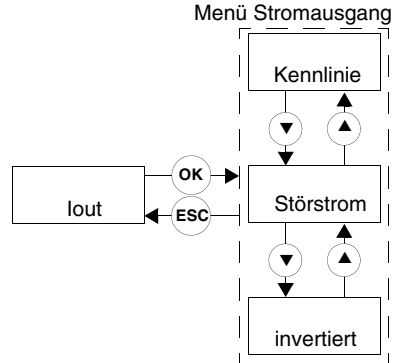 Menü Stromausgang
Kennlinie
OK
Iout
Störstrom
ESC
invertiert